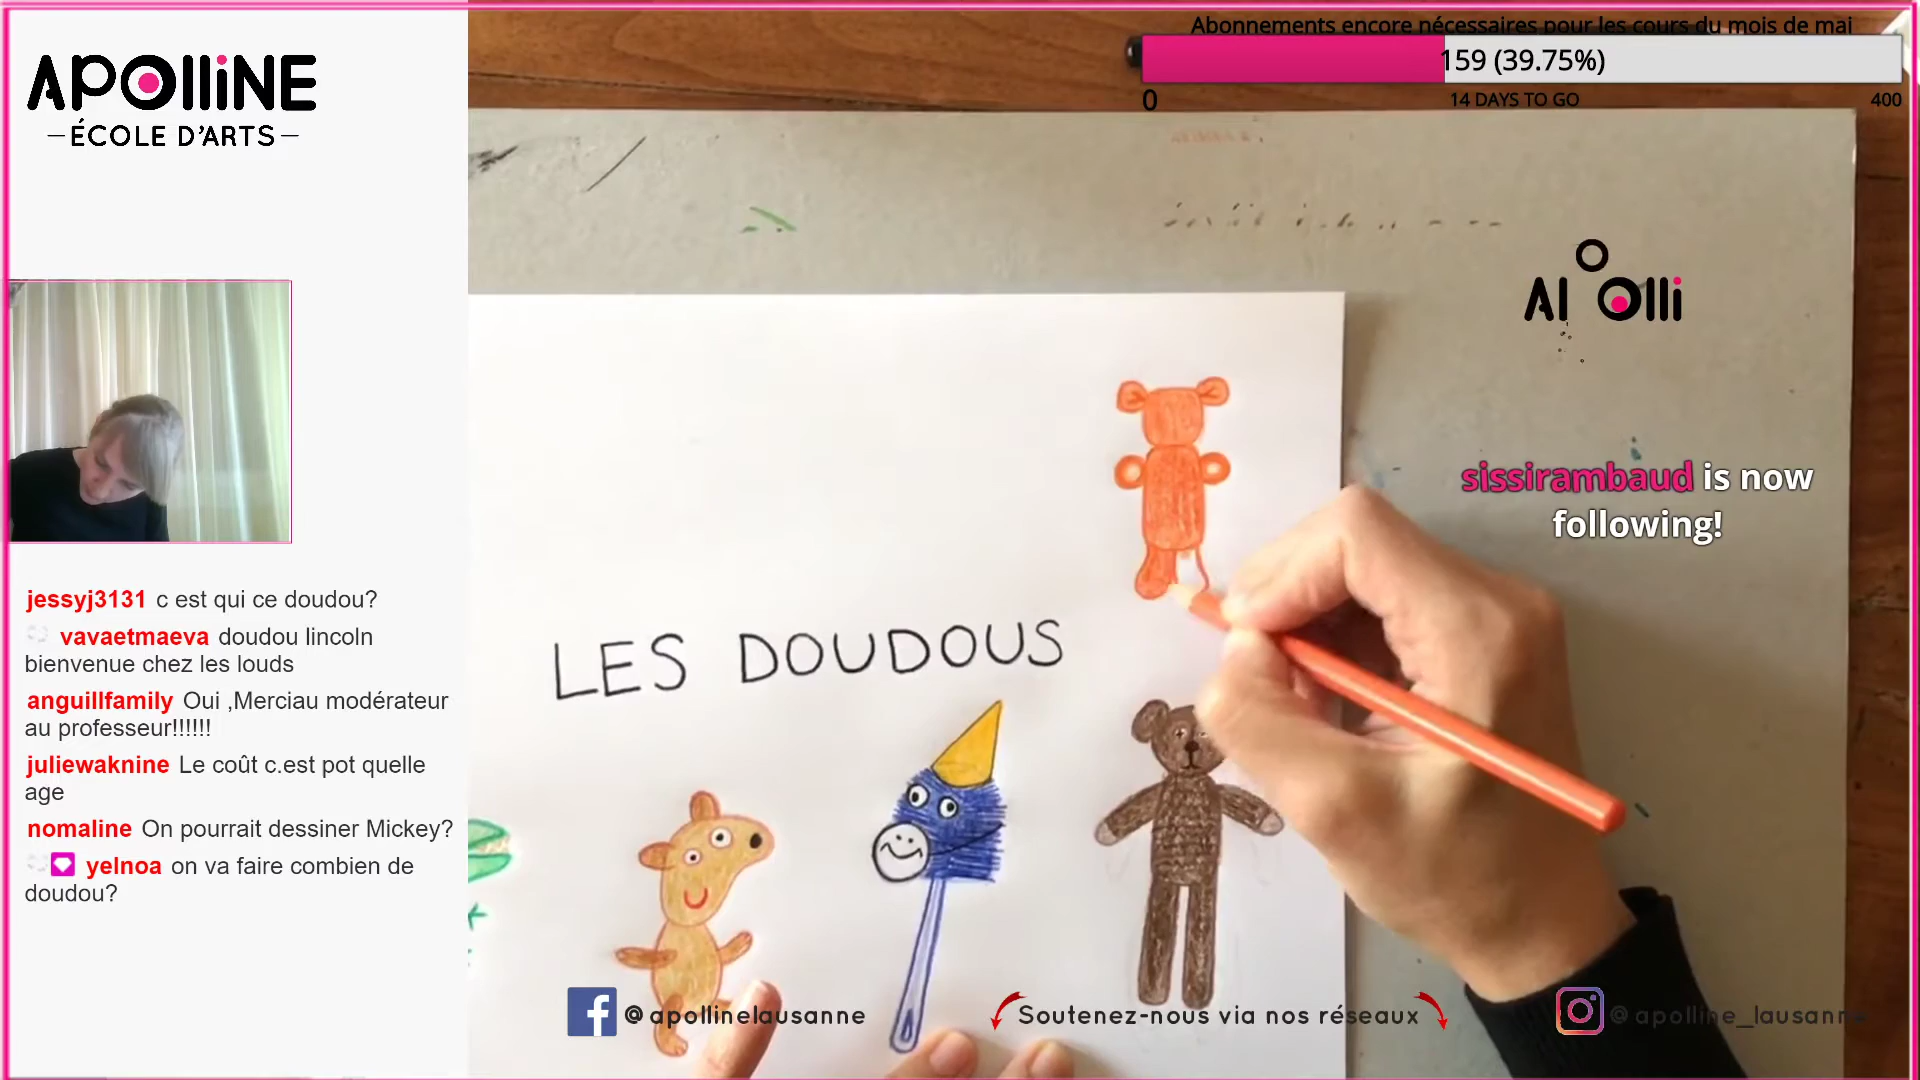 APOLLINE
ÉCOLE D'ARTS
Abonnements encore nécessaires pour les cours du mois de mai
159 (39.75%)
0
14 DAYS TO GO
400
Al Olli
sissirambaud is now
following!
LES DOUDOUS
jessyj3131 c est qui ce doudou?
vavaetmaeva doudou lincoln
bienvenue chez les louds
anguillfamily Oui ,Merciau modérateur
au professeur!!!!!!
juliewaknine Le coût c.est pot quelle
age
nomaline On pourrait dessiner Mickey?
yelnoa on va faire combien de
doudou?
@apollinelausanne
Soutenez-nous via nos réseaux
@apolline_lausanne